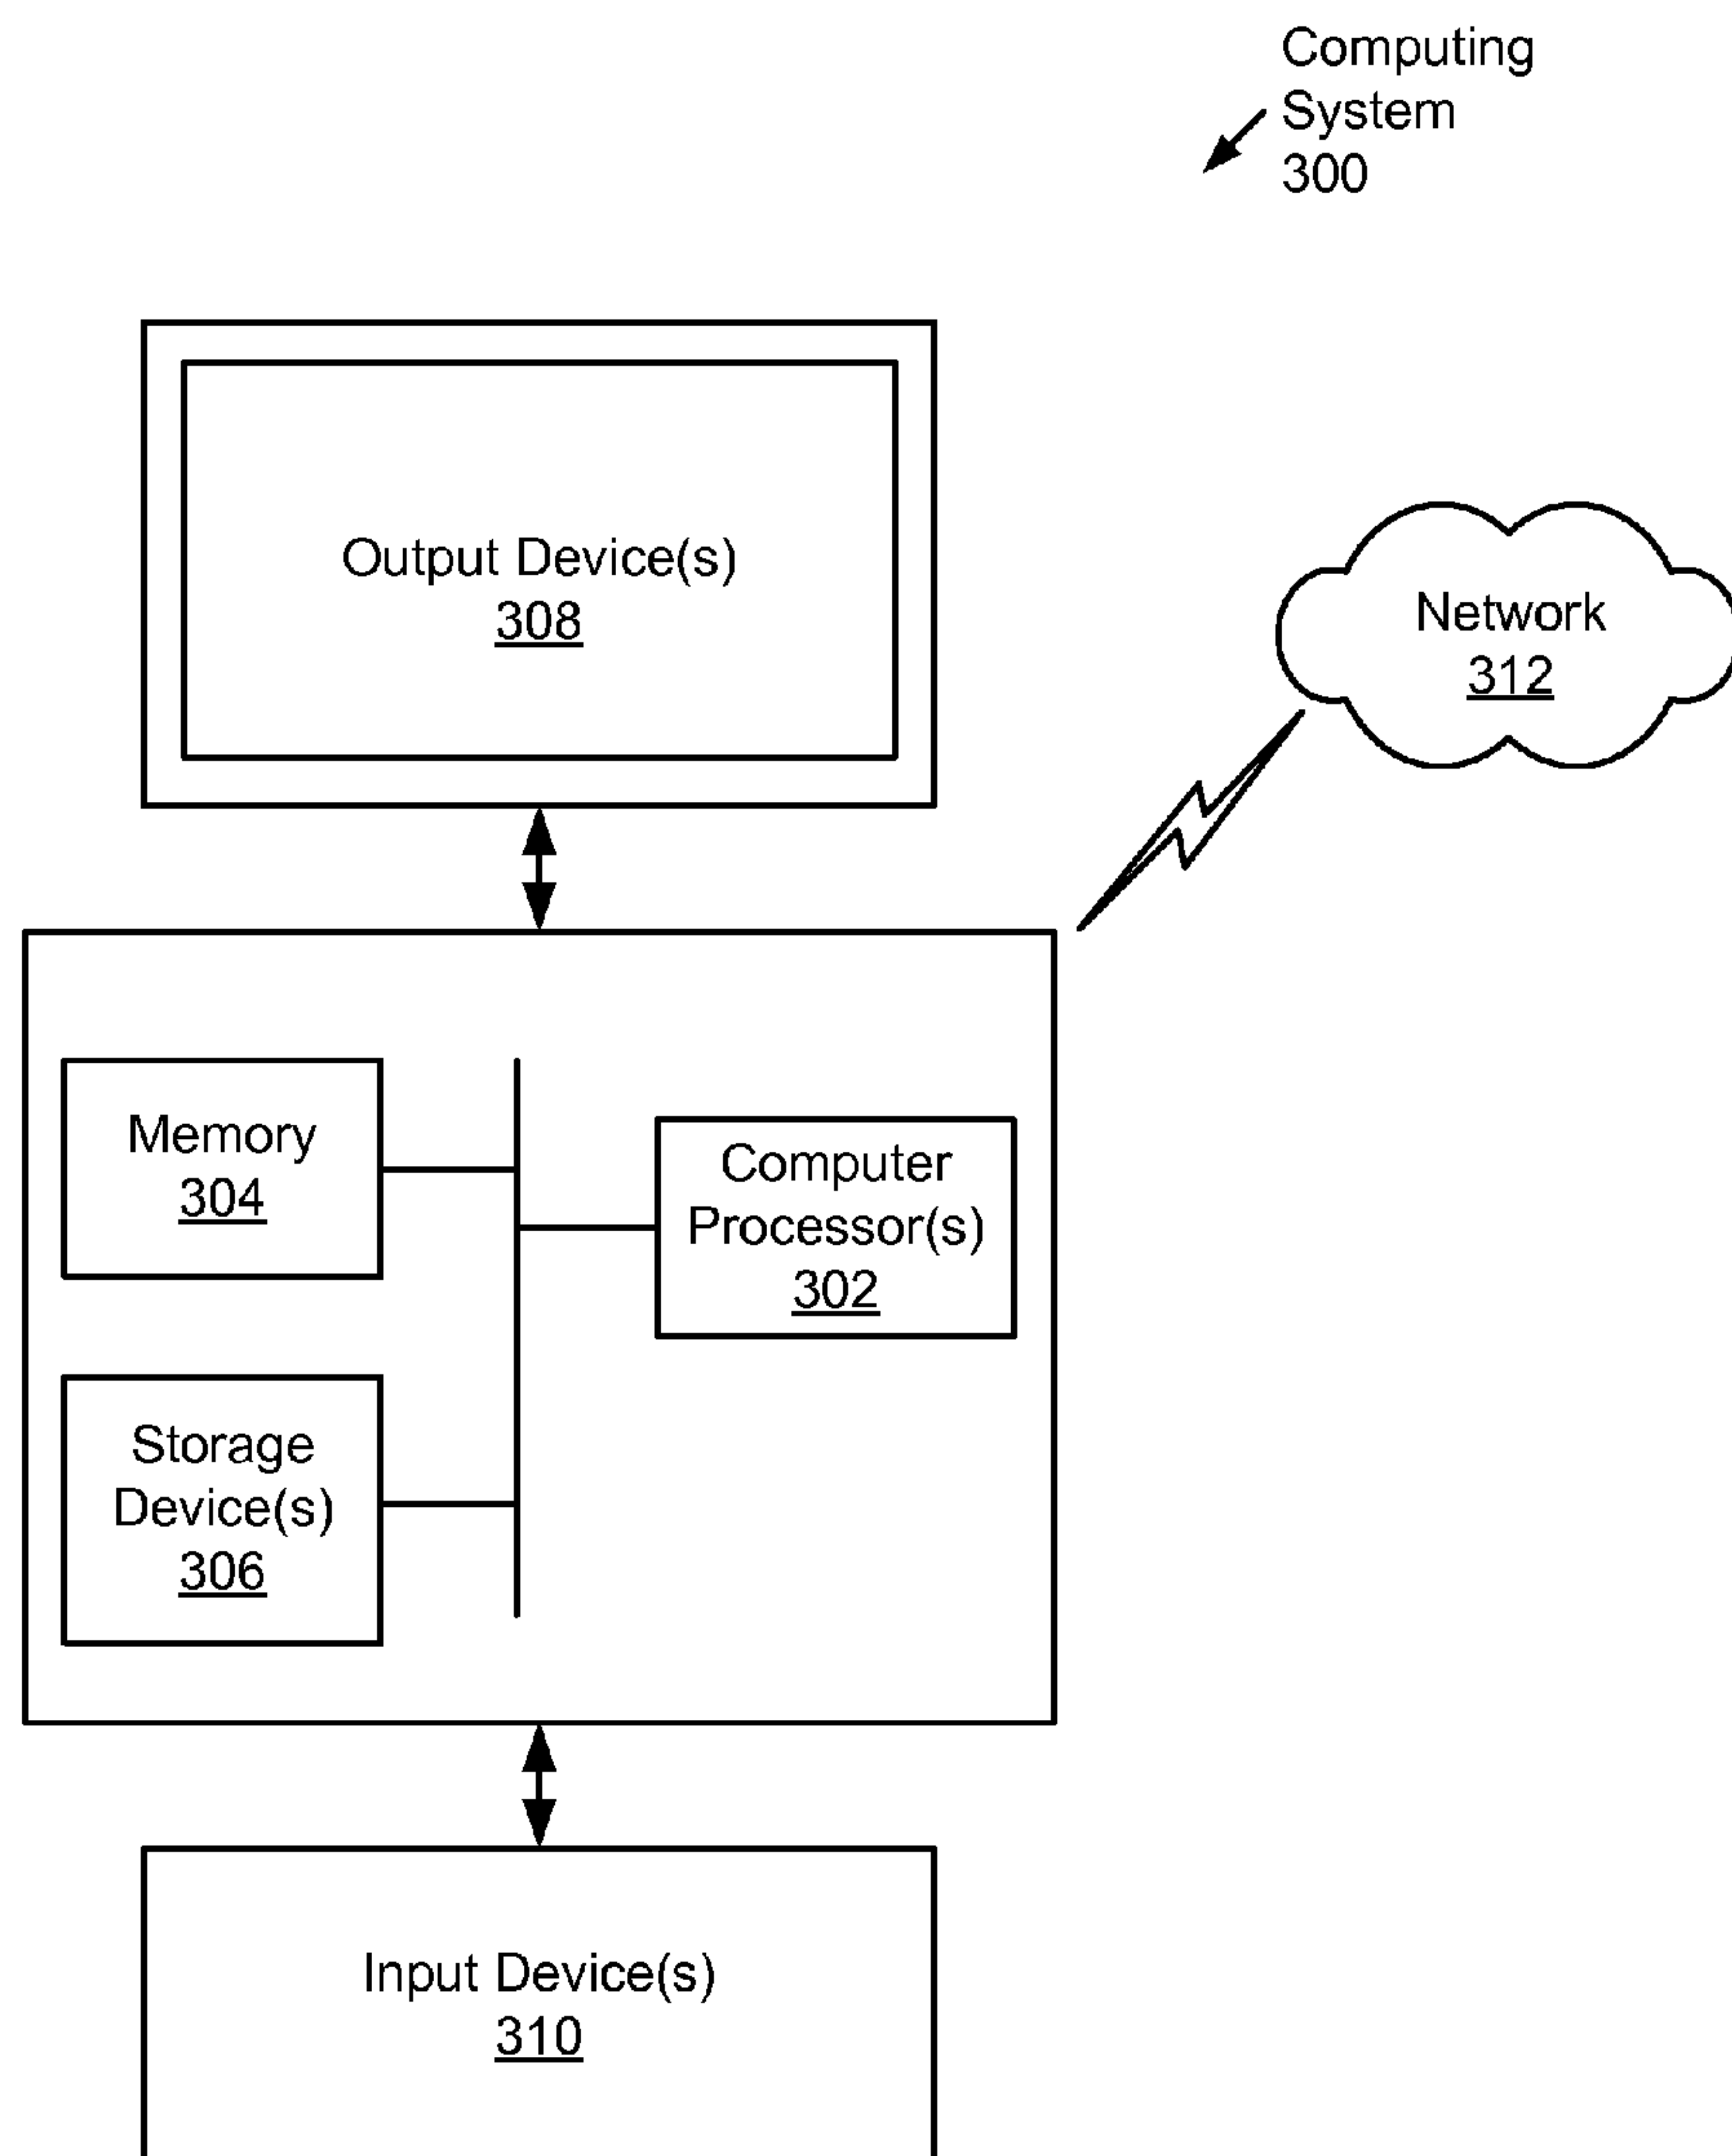 Computing
System
300
Output Device(s)
308
Network
312
Memory
304
Computer
Processor(s)
302
Storage
Device(s)
306
Input Device(s)
310